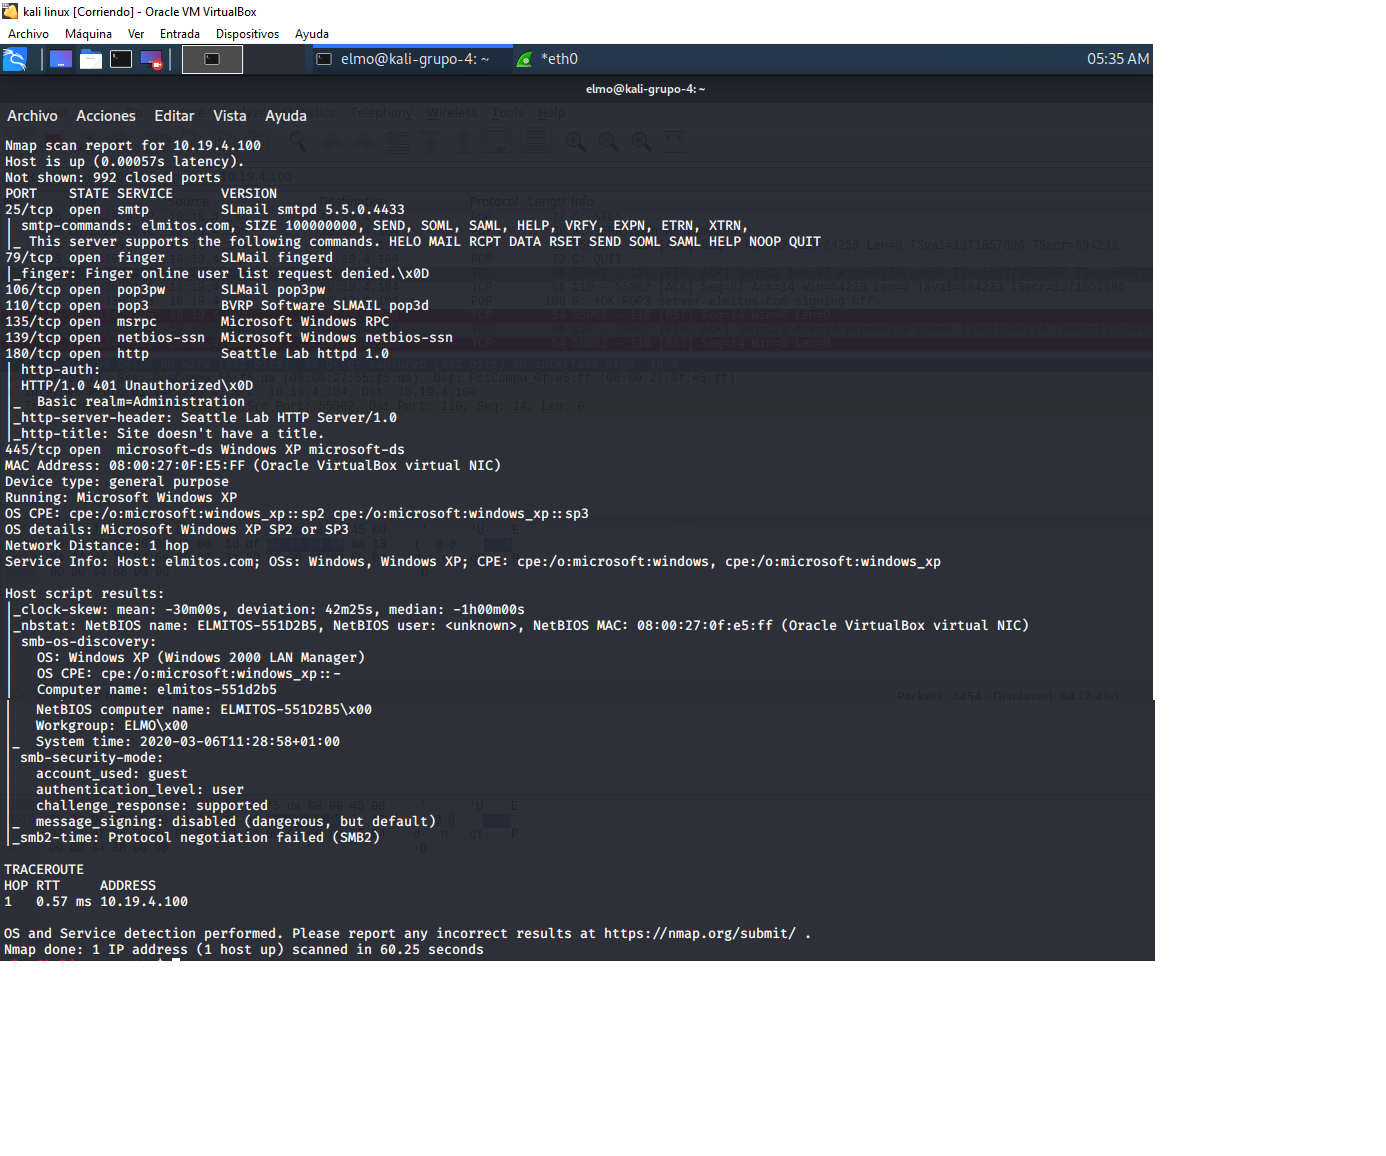 kali linux [Corriendo] - Oracle VM VirtualBox
Archivo Máquina Ver Entrada Dispositivos Ayuda
elmo@kali-grupo-4: ~ *eth0 05:35 AM
elmo@kali-grupo-4: ~
Telephony Wireless Tools Help
Archivo Acciones Editar Vista Ayuda
Nmap scan report for 10.19.4.100
Host is up (0.00057s latency).
Not shown: 992 closed ports
PORT STATE SERVICE VERSION
25/tcp open smtp SLmail smtpd 5.5.0.4433
| smtp-commands: elmitos.com, SIZE 100000000, SEND, SOML, SAML, HELP, VRFY, EXPN, ETRN, XTRN,
|_ This server supports the following commands. HELO MAIL RCPT DATA RSET SEND SOML SAML HELP NOOP QUIT
79/tcp open finger SLMail fingerd
|_finger: Finger online user list request denied.\x0D
106/tcp open pop3pw SLMail pop3pw
110/tcp open pop3 BVRP Software SLMAIL pop3d
135/tcp open msrpc Microsoft Windows RPC
139/tcp open netbios-ssn Microsoft Windows netbios-ssn
180/tcp open http Seattle Lab httpd 1.0
| http-auth:
| HTTP/1.0 401 Unauthorized\x0D
|_ Basic realm=Administration
|_http-server-header: Seattle Lab HTTP Server/1.0
|_http-title: Site doesn't have a title.
445/tcp open microsoft-ds Windows XP microsoft-ds
MAC Address: 08:00:27:0F:E5:FF (Oracle VirtualBox virtual NIC)
Device type: general purpose
Running: Microsoft Windows XP
OS CPE: cpe:/o:microsoft:windows_xp::sp2 cpe:/o:microsoft:windows_xp::sp3
OS details: Microsoft Windows XP SP2 or SP3
Network Distance: 1 hop
Service Info: Host: elmitos.com; OSs: Windows, Windows XP; CPE: cpe:/o:microsoft:windows, cpe:/o:microsoft:windows_xp
Host script results:
|_clock-skew: mean: -30m00s, deviation: 42m25s, median: -1h00m00s
|_nbstat: NetBIOS name: ELMITOS-551D2B5, NetBIOS user: <unknown>, NetBIOS MAC: 08:00:27:0f:e5:ff (Oracle VirtualBox virtual NIC)
| smb-os-discovery:
| OS: Windows XP (Windows 2000 LAN Manager)
| OS CPE: cpe:/o:microsoft:windows_xp::-
| Computer name: elmitos-551d2b5
Packets: 3454 Displayed: 84 (2.4%)
| NetBIOS computer name: ELMITOS-551D2B5\x00
| Workgroup: ELMO\x00
|_ System time: 2020-03-06T11:28:58+01:00
| smb-security-mode:
| account_used: guest
| authentication_level: user
| challenge_response: supported
|_ message_signing: disabled (dangerous, but default)
|_smb2-time: Protocol negotiation failed (SMB2)
TRACEROUTE
HOP RTT ADDRESS
1 0.57 ms 10.19.4.100
OS and Service detection performed. Please report any incorrect results at https://nmap.org/submit/ .
Nmap done: 1 IP address (1 host up) scanned in 60.25 seconds